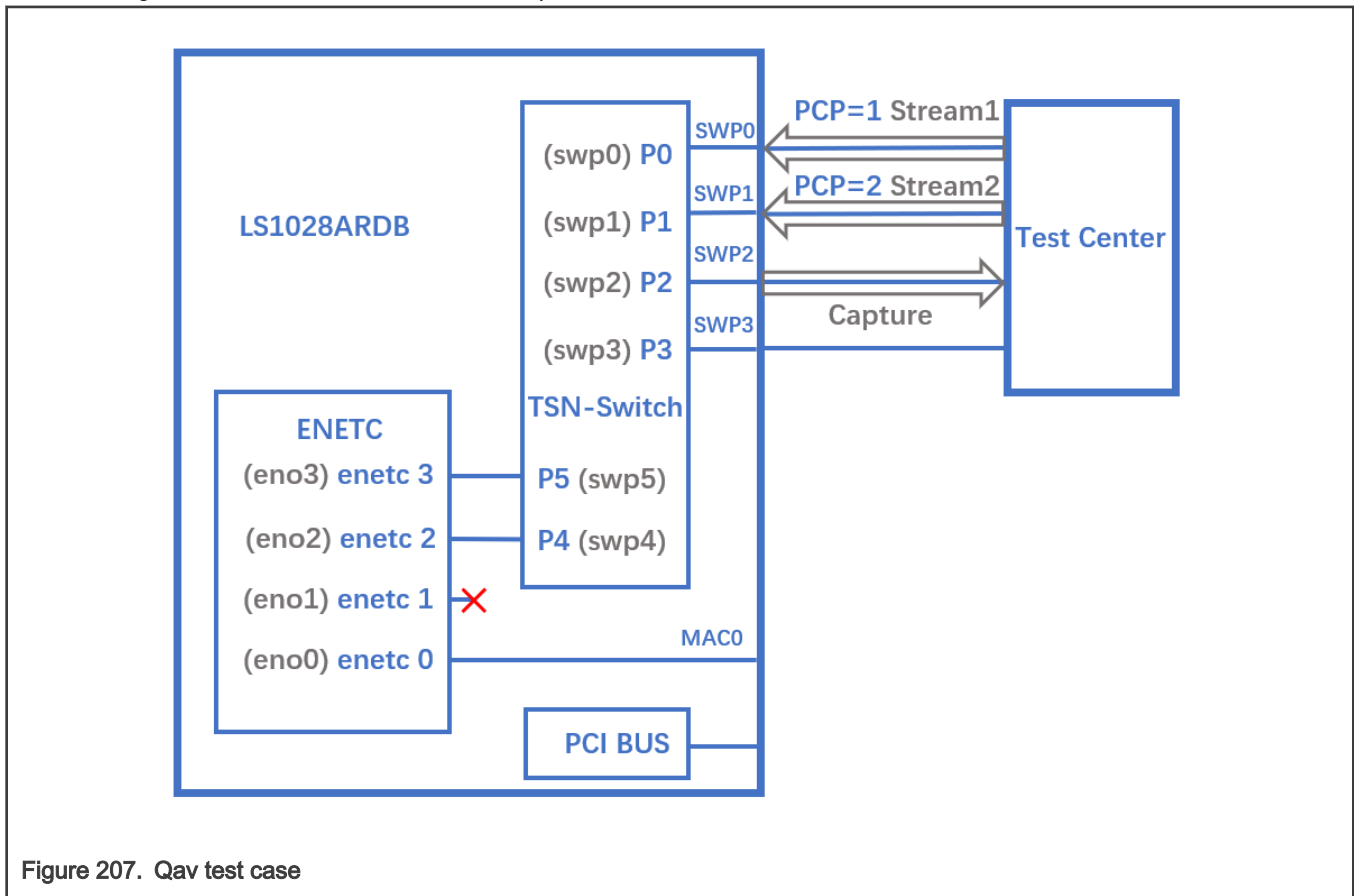 PCP=1 Stream1
SWP0
(swp0) P0
SWP1
PCP=2 Stream2
LS1028ARDB
(swp1) P1
Test Center
SWP2
(swp2) P2
Capture
SWP3
(swp3) P3
TSN-Switch
ENETC
(eno3) enetc 3
P5 (swp5)
(eno2) enetc 2
P4 (swp4)
(eno1) enetc 1
MAC0
(eno0) enetc 0
PCI BUS
Figure 207. Qav test case